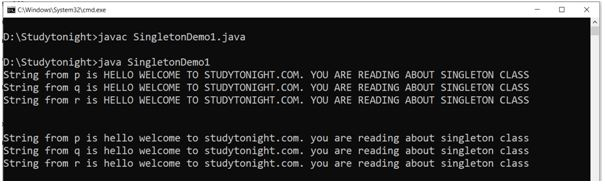 C:\Windows\System32\cmd.exe
D:\Studytonight>javac SingletonDemo1.java
D:\Studytonight>java SingletonDemo1
String from p is HELLO WELCOME TO STUDYTONIGHT.COM. YOU ARE READING ABOUT SINGLETON CLASS
String from q is HELLO WELCOME TO STUDYTONIGHT.COM. YOU ARE READING ABOUT SINGLETON CLASS
String from r is HELLO WELCOME TO STUDYTONIGHT.COM. YOU ARE READING ABOUT SINGLETON CLASS
String from p is hello welcome to studytonight.com. you are reading about singleton class
String from q is hello welcome to studytonight.com. you are reading about singleton class
String from r is hello welcome to studytonight.com. you are reading about singleton class